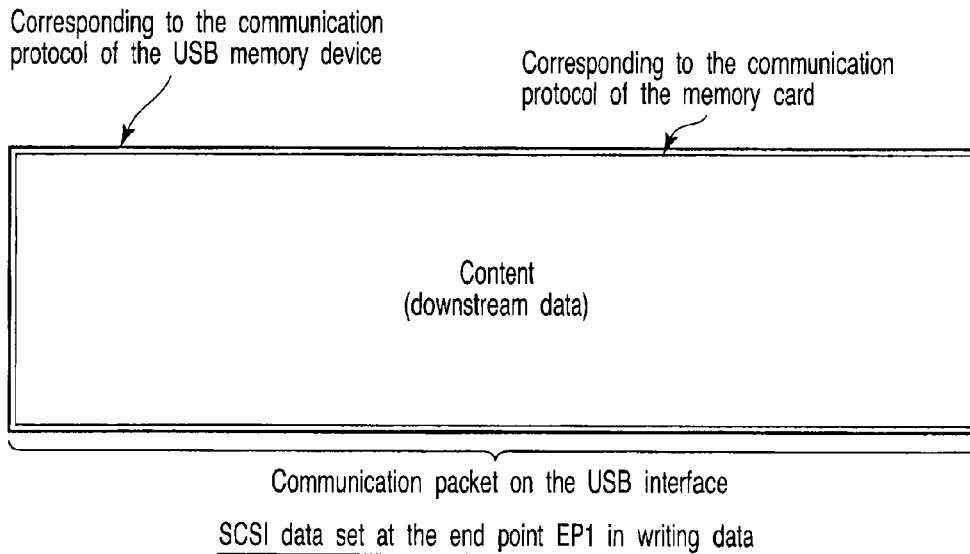 Corresponding to the communication
protocol of the USB memory device
Corresponding to the communication
protocol of the memory card
Content
(downstream data)
Communication packet on the USB interface
SCSI data set at the end point EP1 in writing data